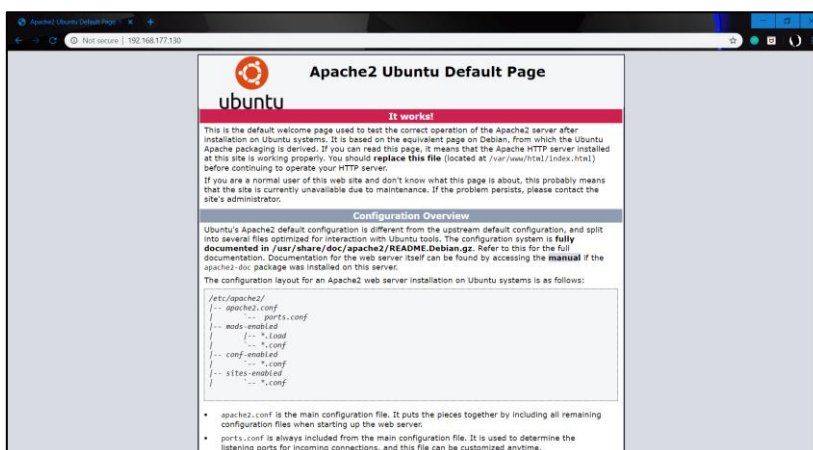 Apache2 Ubuntu Default Page
Not secure | 192.168.177.130
ubuntu
Apache2 Ubuntu Default Page
It works!
This is the default welcome page used to test the correct operation of the Apache2 server after
installation on Ubuntu systems. It is based on the equivalent page on Debian, from which the Ubuntu
Apache packaging is derived. If you can read this page, it means that the Apache HTTP server installed
at this site is working properly. You should replace this file (located at /var/www/html/index.html)
before continuing to operate your HTTP server.
If you are a normal user of this web site and don't know what this page is about, this probably means
that the site is currently unavailable due to maintenance. If the problem persists, please contact the
site's administrator.
Configuration Overview
Ubuntu's Apache2 default configuration is different from the upstream default configuration, and split
into several files optimized for interaction with Ubuntu tools. The configuration system is fully
documented in /usr/share/doc/apache2/README.Debian.gz. Refer to this for the full
documentation. Documentation for the web server itself can be found by accessing the manual if the
apache2-doc package was installed on this server.
The configuration layout for an Apache2 web server installation on Ubuntu systems is as follows:
/etc/apache2/
|-- apache2.conf
|       `-- ports.conf
|-- mods-enabled
|       |-- *.load
|       `-- *.conf
|-- conf-enabled
|       `-- *.conf
|-- sites-enabled
|       `-- *.conf
• apache2.conf is the main configuration file. It puts the pieces together by including all remaining
configuration files when starting up the web server.
• ports.conf is always included from the main configuration file. It is used to determine the
listening ports for incoming connections, and this file can be customized anytime.